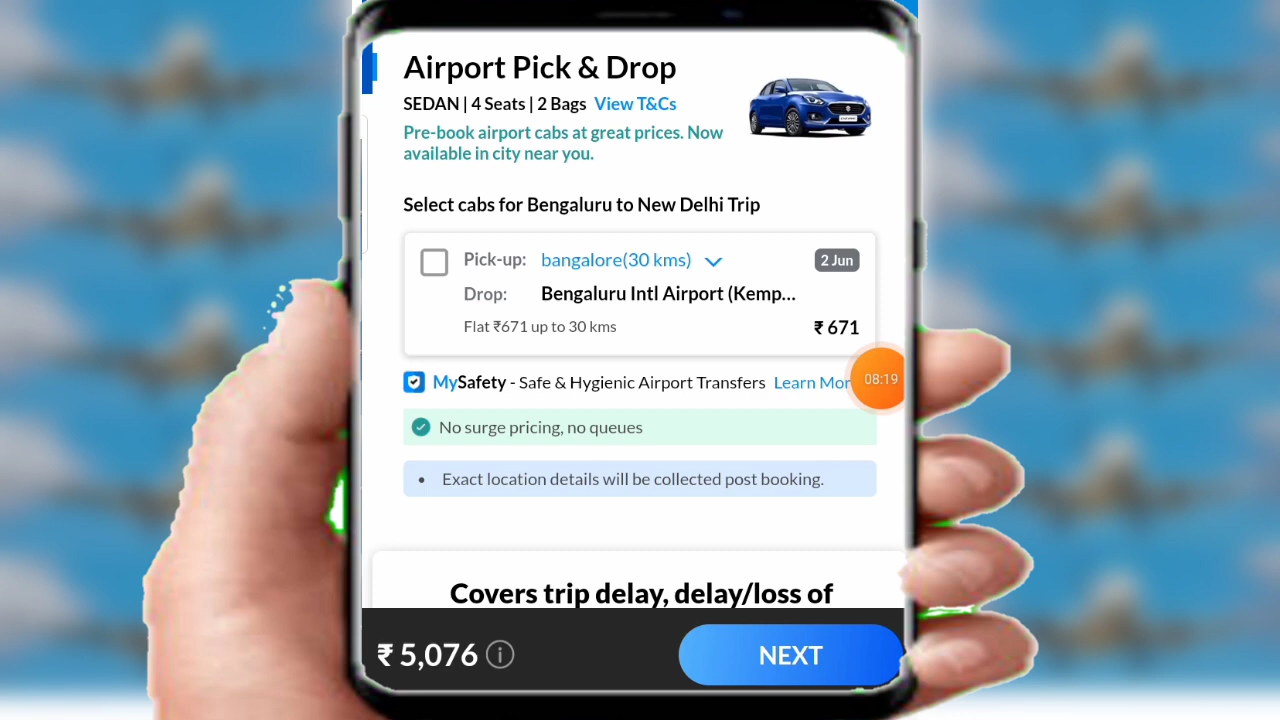 Airport Pick & Drop
SEDAN | 4 Seats | 2 Bags View T&Cs
Pre-book airport cabs at great prices. Now
available in city near you.
Select cabs for Bengaluru to New Delhi Trip
Pick-up: bangalore(30 kms) 2 Jun
Drop: Bengaluru Intl Airport (Kemp...
Flat ₹671 up to 30 kms ₹ 671
MySafety - Safe & Hygienic Airport Transfers Learn Mor
08:19
No surge pricing, no queues
• Exact location details will be collected post booking.
Covers trip delay, delay/loss of
₹ 5,076 i NEXT